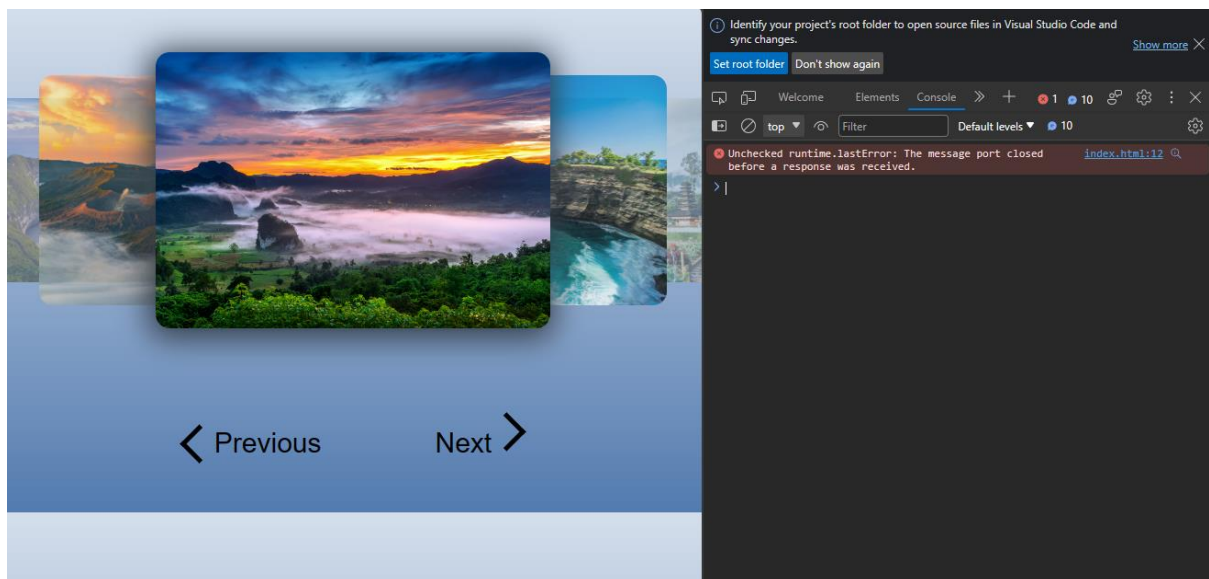 Identify your project's root folder to open source files in Visual Studio Code and
sync changes.
Show more
Set root folder Don't show again
Welcome Elements Console 1 10
top Filter Default levels 10
Unchecked runtime.lastError: The message port closed index.html:12
before a response was received.
Previous Next